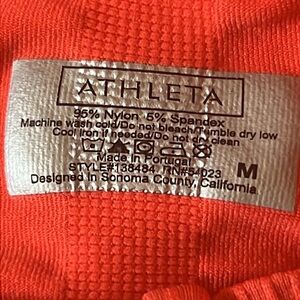 ATHLETA
95% Nylon 5% Spandex
Machine wash cold/Do not bleach/Tumble dry low
Cool iron if needed/Do not dry clean
Made in Portugal
STYLE#138484 RN#54023
M
Designed in Sonoma County, California